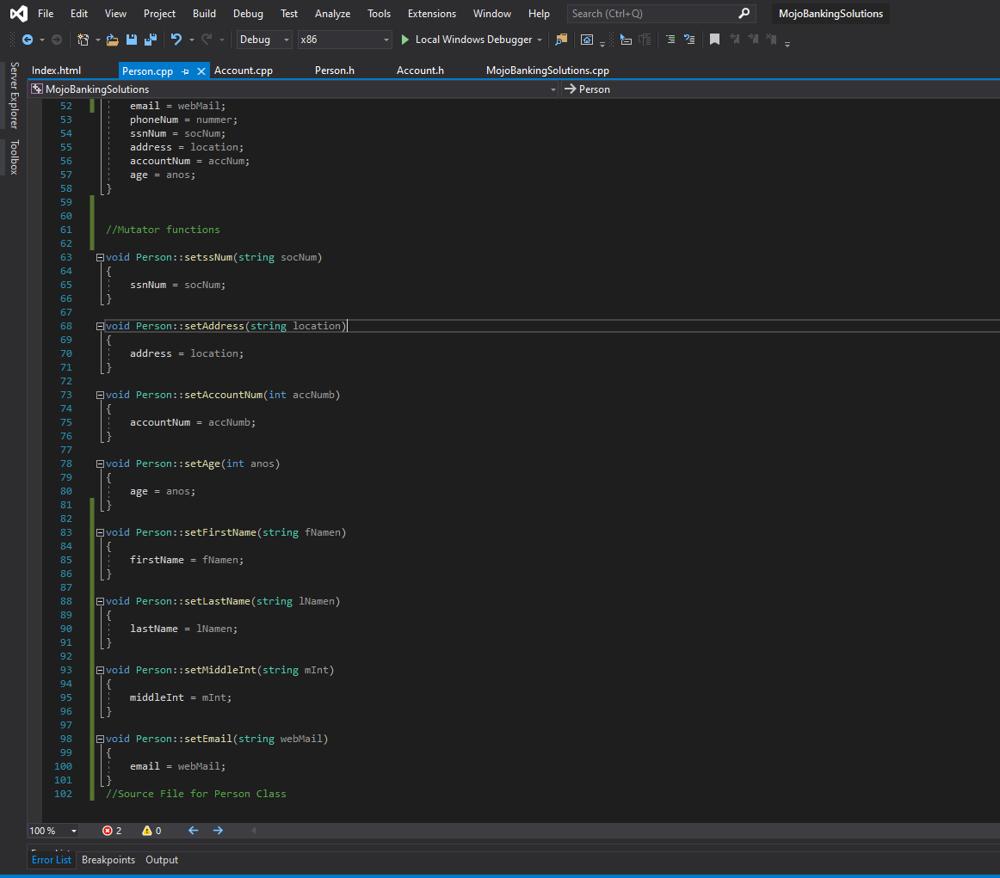 File Edit View Project Build Debug Test Analyze Tools Extensions Window Help Search (Ctrl+Q) MojoBankingSolutions
Debug x86 Local Windows Debugger
Index.html Person.cpp Account.cpp Person.h Account.h MojoBankingSolutions.cpp
Server Explorer
Toolbox
MojoBankingSolutions Person
52 email = webMail;
53 phoneNum = nummer;
54 ssnNum = socNum;
55 address = location;
56 accountNum = accNum;
57 age = anos;
58 }
59
60
61 //Mutator functions
62
63 void Person::setssNum(string socNum)
64 {
65 ssnNum = socNum;
66 }
67
68 void Person::setAddress(string location)
69 {
70 address = location;
71 }
72
73 void Person::setAccountNum(int accNumb)
74 {
75 accountNum = accNumb;
76 }
77
78 void Person::setAge(int anos)
79 {
80 age = anos;
81 }
82
83 void Person::setFirstName(string fNamen)
84 {
85 firstName = fNamen;
86 }
87
88 void Person::setLastName(string lNamen)
89 {
90 lastName = lNamen;
91 }
92
93 void Person::setMiddleInt(string mInt)
94 {
95 middleInt = mInt;
96 }
97
98 void Person::setEmail(string webMail)
99 {
100 email = webMail;
101 }
102 //Source File for Person Class
100 % 2 0
Error List Breakpoints Output